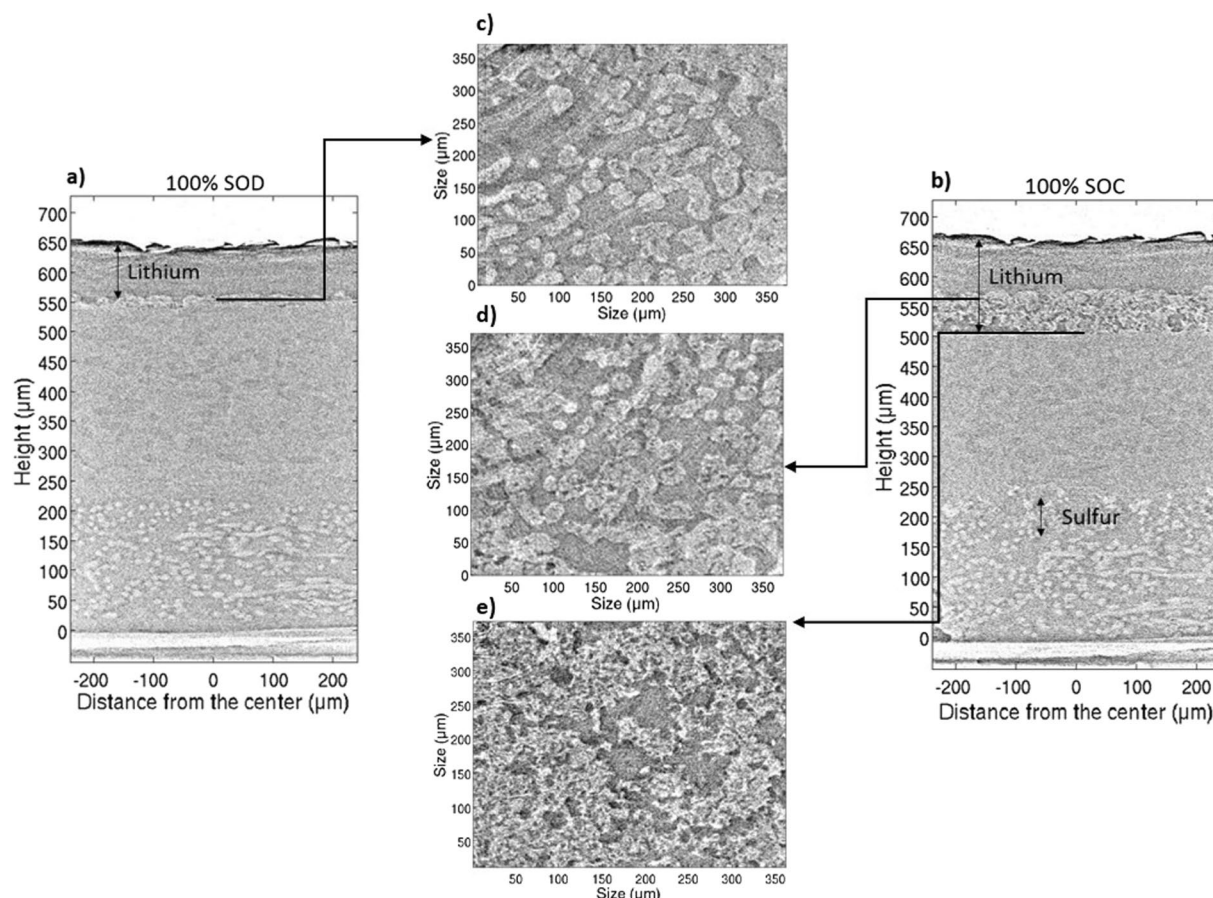 c)
350
300
250
200
150
100
50
0
Size (µm)
50 100 150 200 250 300 350
Size (µm)
a)
100% SOD
700
650
600
550
500
450
400
350
300
250
200
150
100
50
0
Height (µm)
Lithium
-200 -100 0 100 200
Distance from the center (µm)
d)
350
300
250
200
150
100
50
0
Size (µm)
50 100 150 200 250 300 350
Size (µm)
e)
350
300
250
200
150
100
50
Size (µm)
50 100 150 200 250 300 350
Size (µm)
b)
100% SOC
700
650
600
550
500
450
400
350
300
250
200
150
100
50
0
Height (µm)
Lithium
Sulfur
-200 -100 0 100 200
Distance from the center (µm)